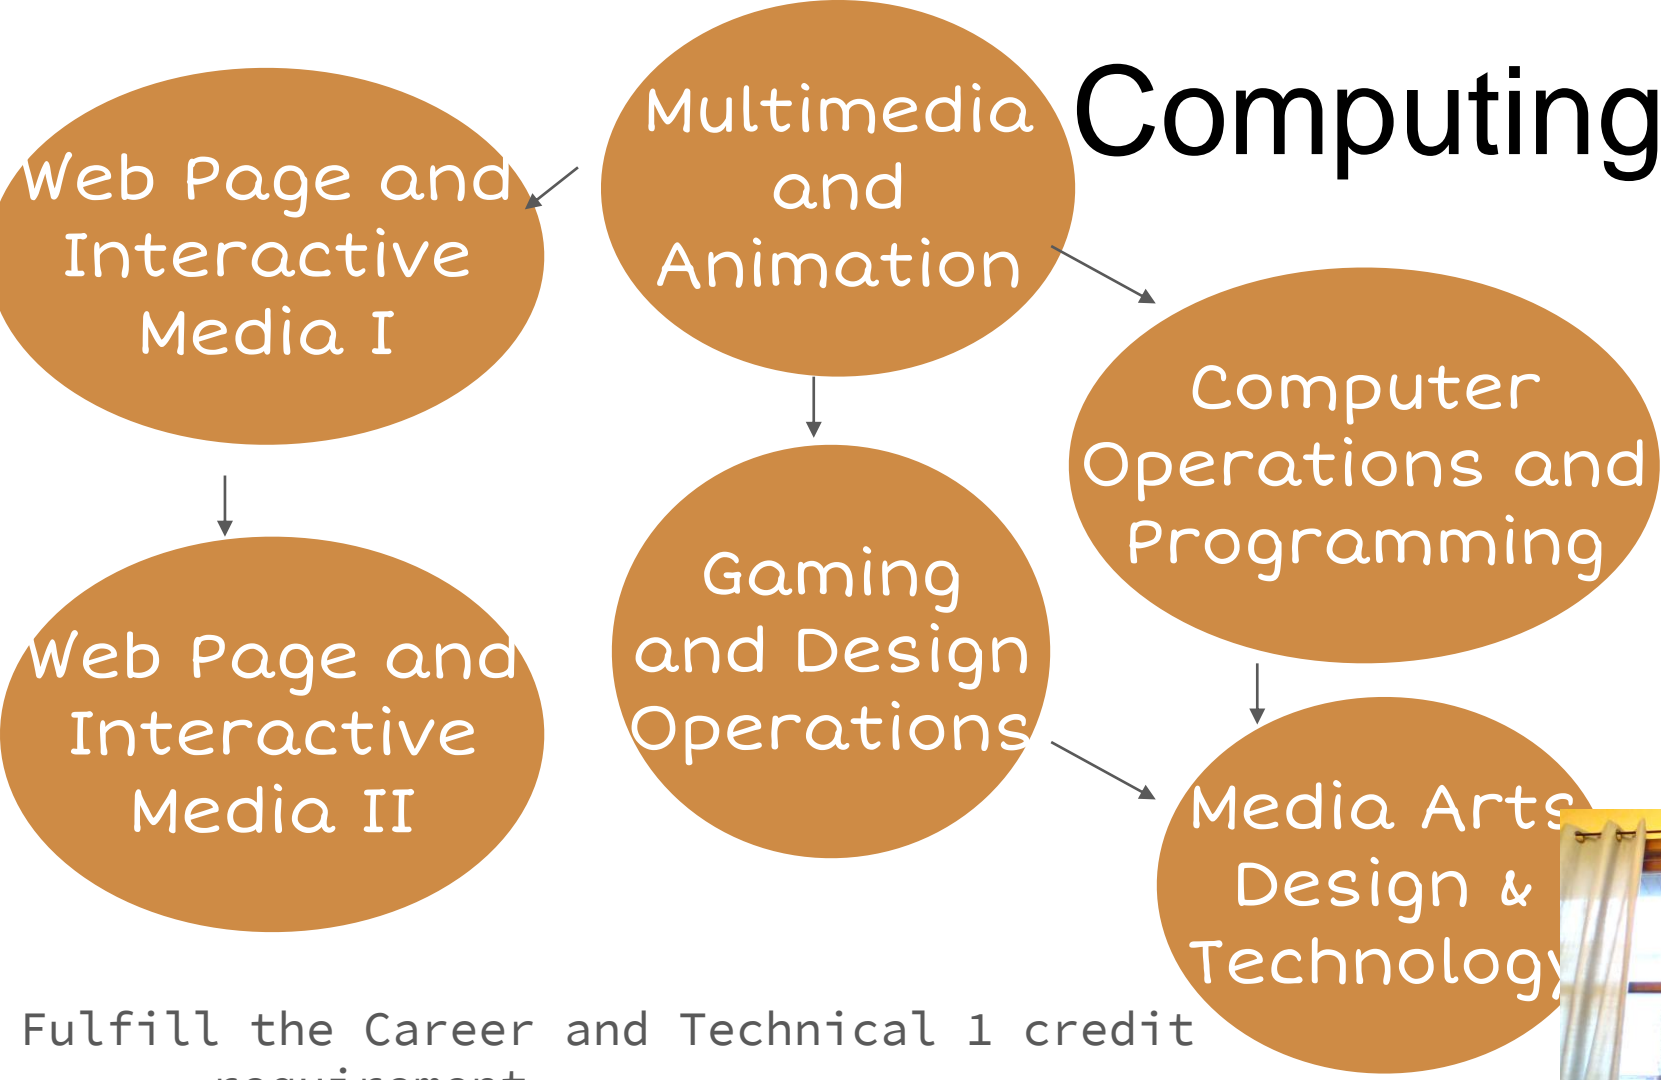 Computing
Multimedia
and
Animation
Web Page and
Interactive
Media I
Computer
Operations and
Programming
Gaming
and Design
Operations
Web Page and
Interactive
Media II
Media Arts
Design &
Technology
Fulfill the Career and Technical 1 credit
requirement